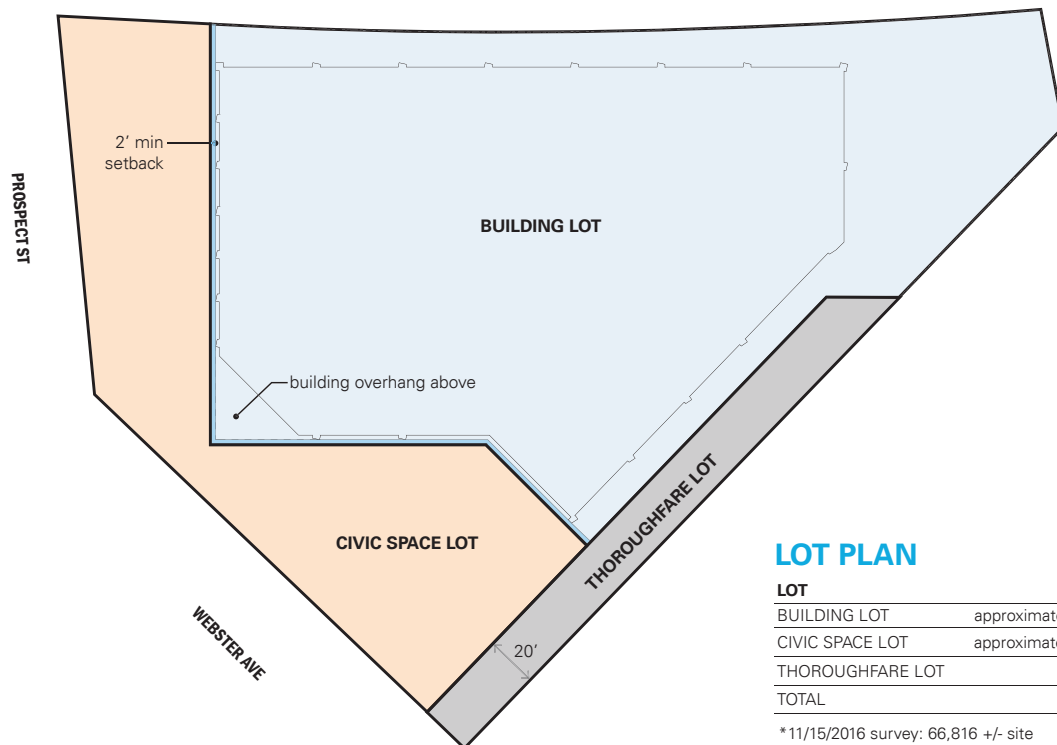 2’ min
setback
PROSPECT ST
BUILDING LOT
building overhang above
CIVIC SPACE LOT
THOROUGHFARE LOT
WEBSTER AVE
20’
LOT PLAN
LOT
BUILDING LOT
CIVIC SPACE LOT
THOROUGHFARE LOT
TOTAL
*11/15/2016 survey: 66,816 +/- site